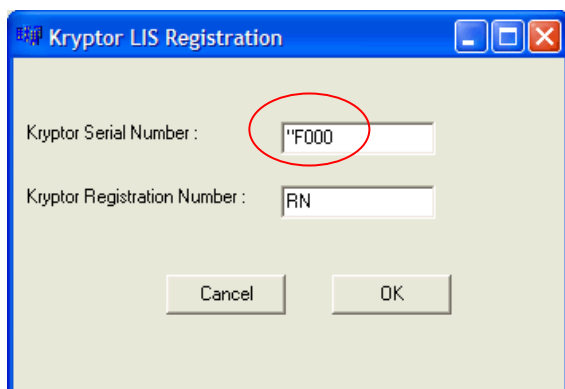 Kryptor LIS Registration
Kryptor Serial Number : "F000
Kryptor Registration Number : RN
Cancel OK